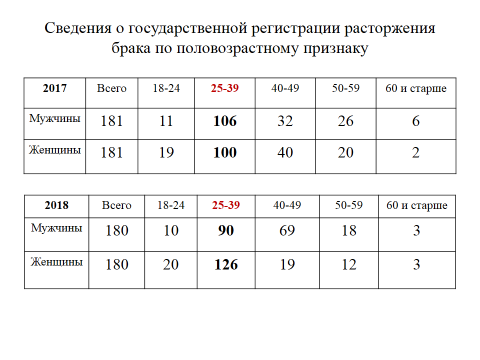 Сведения о государственной регистрации расторжения
брака по половозрастному признаку
2017 Всего 18-24 25-39 40-49 50-59 60 и старше
Мужчины 181 11 106 32 26 6
Женщины 181 19 100 40 20 2
2018 Всего 18-24 25-39 40-49 50-59 60 и старше
Мужчины 180 10 90 69 18 3
Женщины 180 20 126 19 12 3